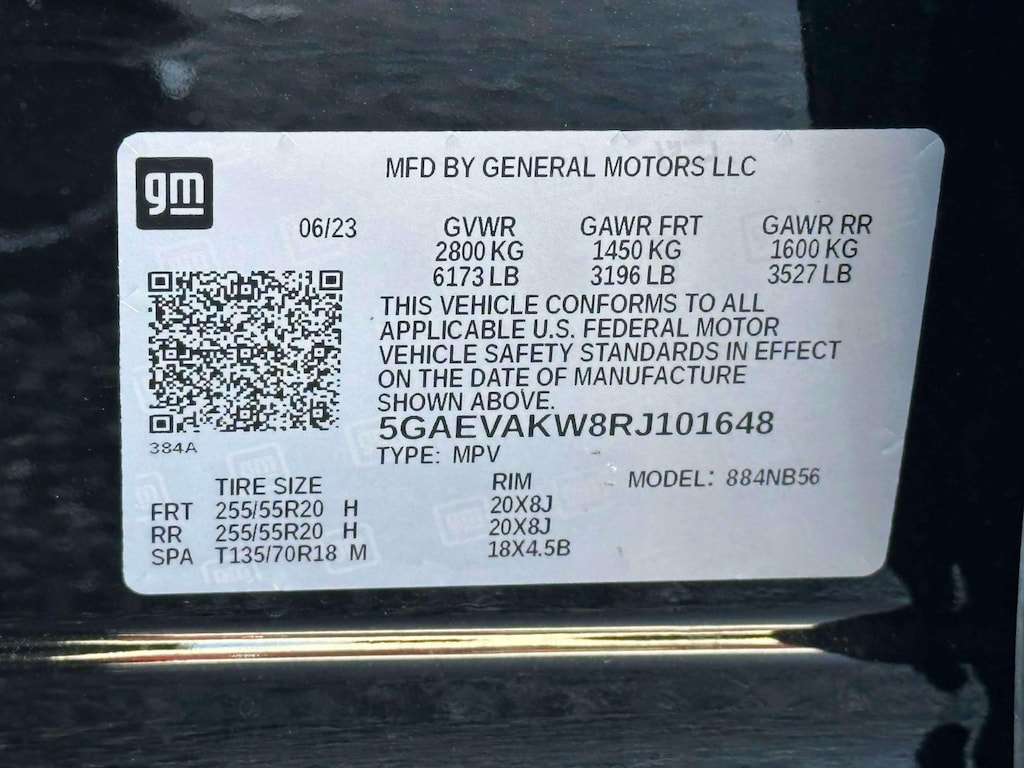 gm
MFD BY GENERAL MOTORS LLC
06/23 GVWR GAWR FRT GAWR RR
2800 KG 1450 KG 1600 KG
6173 LB 3196 LB 3527 LB
THIS VEHICLE CONFORMS TO ALL
APPLICABLE U.S. FEDERAL MOTOR
VEHICLE SAFETY STANDARDS IN EFFECT
ON THE DATE OF MANUFACTURE
SHOWN ABOVE.
5GAEVAKW8RJ101648
384A
TYPE: MPV
TIRE SIZE RIM MODEL: 884NB56
FRT 255/55R20 H 20X8J
RR 255/55R20 H 20X8J
SPA T135/70R18 M 18X4.5B